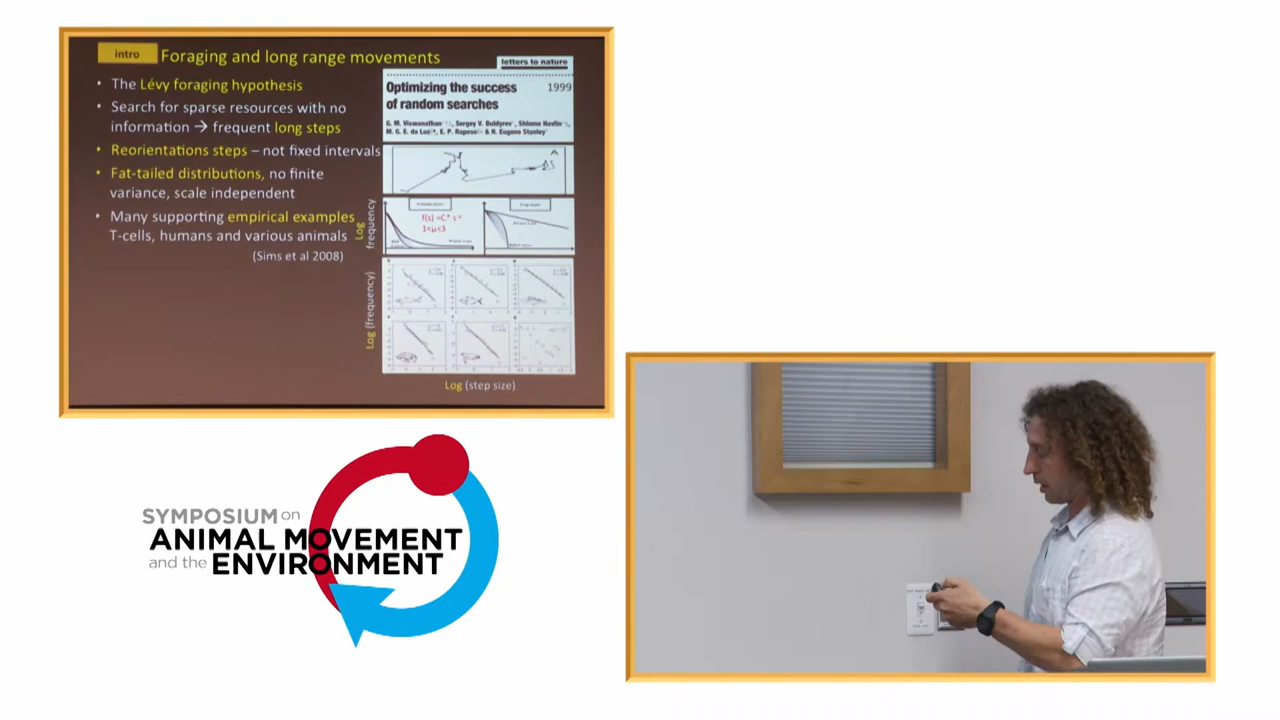 intro
Foraging and long range movements
• The Lévy foraging hypothesis
• Search for sparse resources with no
information → frequent long steps
• Reorientations steps – not fixed intervals
• Fat-tailed distributions, no finite
variance, scale independent
• Many supporting empirical examples
T-cells, humans and various animals
(Sims et al 2008)
letters to nature
Optimizing the success
of random searches
1999
G. M. Viswanathan, Sergey V. Buldyrev, Shlomo Havlin,
M. G. E. da Luz, E. P. Raposo & H. Eugene Stanley
A
Log
frequency
1<μ<3
Log (frequency)
Log (step size)
SYMPOSIUM on
ANIMAL MOVEMENT
and the ENVIRONMENT